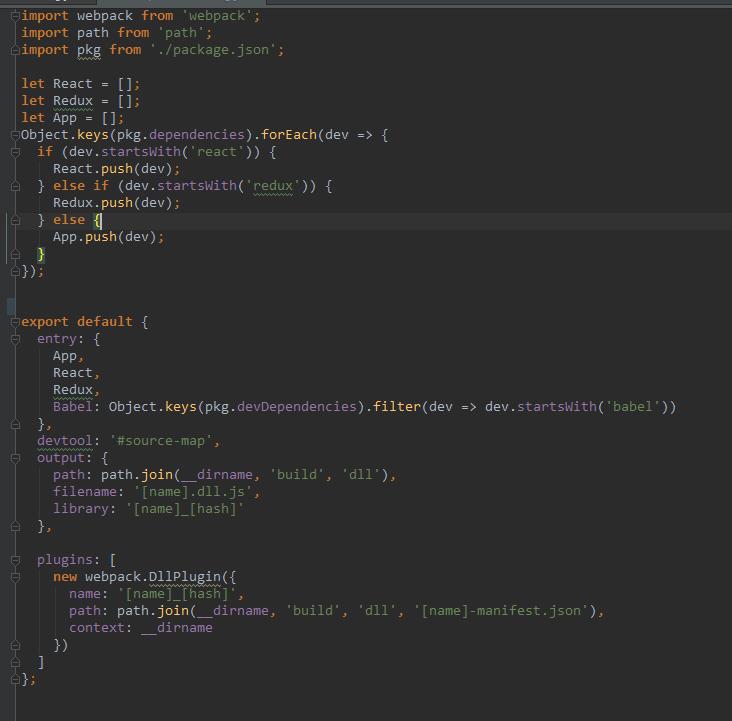 import webpack from 'webpack';
import path from 'path';
import pkg from './package.json';
let React = [];
let Redux = [];
let App = [];
Object.keys(pkg.dependencies).forEach(dev => {
if (dev.startsWith('react')) {
React.push(dev);
} else if (dev.startsWith('redux')) {
Redux.push(dev);
} else {
App.push(dev);
}
});
export default {
entry: {
App,
React,
Redux,
Babel: Object.keys(pkg.devDependencies).filter(dev => dev.startsWith('babel'))
},
devtool: '#source-map',
output: {
path: path.join(__dirname, 'build', 'dll'),
filename: '[name].dll.js',
library: '[name]_[hash]'
},
plugins: [
new webpack.DllPlugin({
name: '[name]_[hash]',
path: path.join(__dirname, 'build', 'dll', '[name]-manifest.json'),
context: __dirname
})
]
};